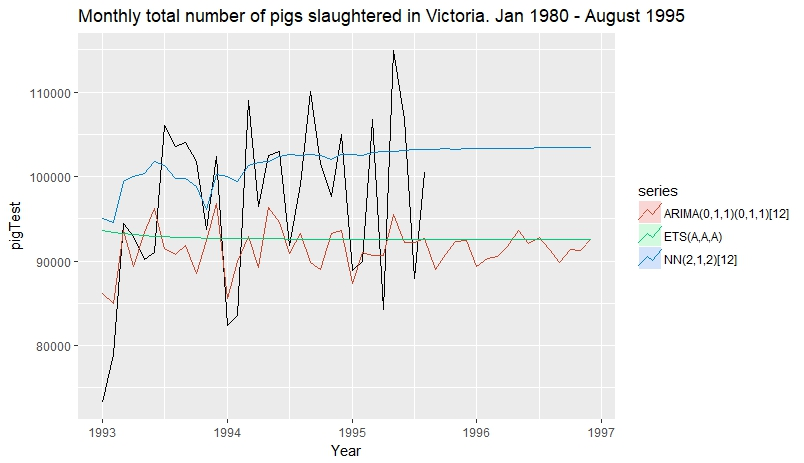 Monthly total number of pigs slaughtered in Victoria. Jan 1980 - August 1995
pigTest
110000
100000
90000
80000
1993
1994
1995
1996
1997
Year
series
ARIMA(0,1,1)(0,1,1)[12]
ETS(A,A,A)
NN(2,1,2)[12]